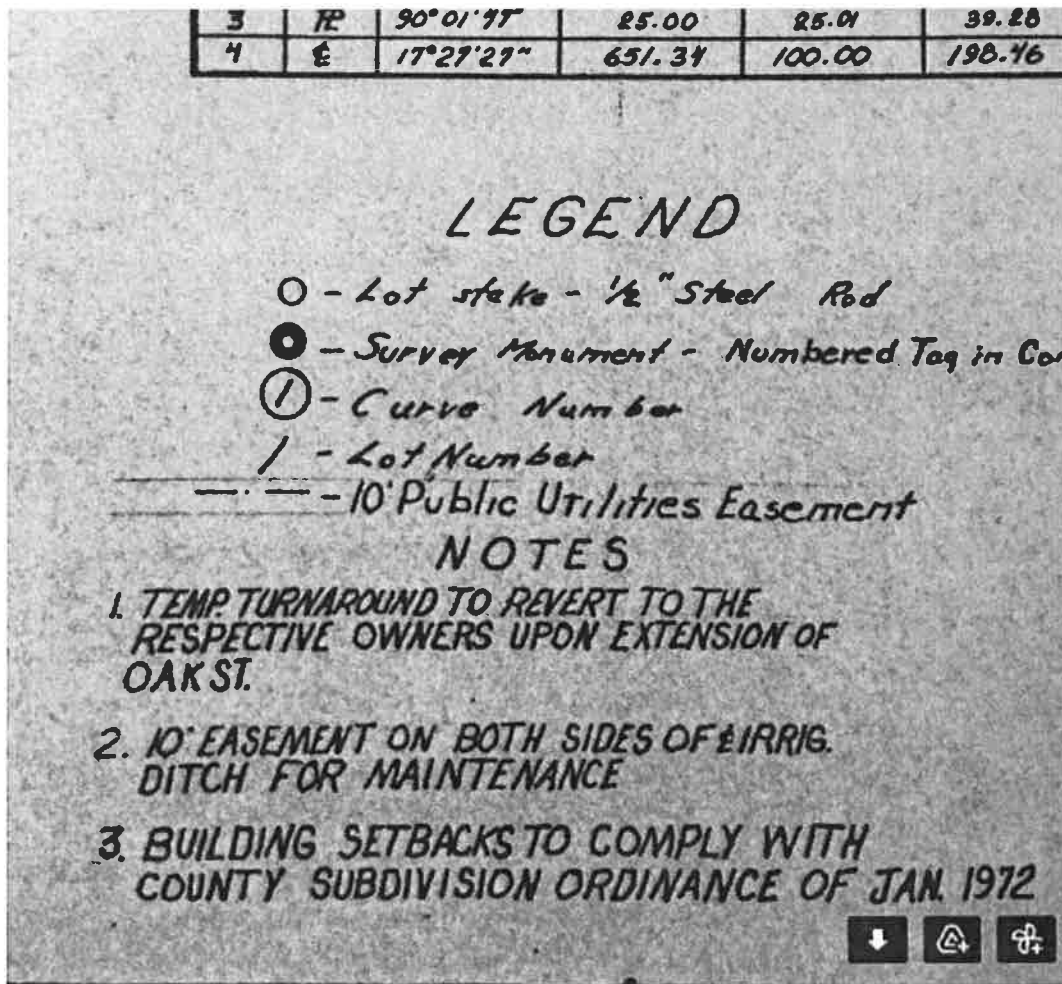 3 ⅊ 90°01'47" 25.00 25.01 39.28
4 ℄ 17°27'27" 651.34 100.00 198.46
LEGEND
- Lot stake - 1/2" Steel Rod
- Survey Monument - Numbered Tag in Con
1 - Curve Number
1 - Lot Number
- 10' Public Utilities Easement
NOTES
1. TEMP. TURNAROUND TO REVERT TO THE
RESPECTIVE OWNERS UPON EXTENSION OF
OAK ST.
2. 10' EASEMENT ON BOTH SIDES OF ℄ IRRIG.
DITCH FOR MAINTENANCE
3. BUILDING SETBACKS TO COMPLY WITH
COUNTY SUBDIVISION ORDINANCE OF JAN. 1972